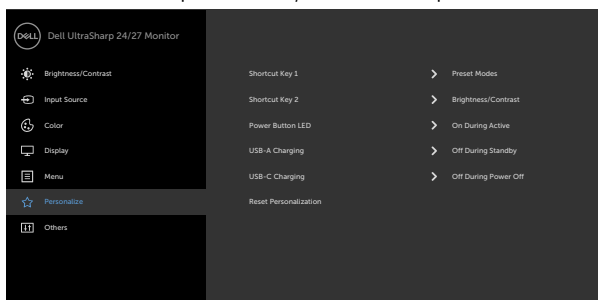 DELL
Dell UltraSharp 24/27 Monitor
Brightness/Contrast
Shortcut Key 1
Preset Modes
Input Source
Shortcut Key 2
Brightness/Contrast
Color
Power Button LED
On During Active
Display
USB-A Charging
Off During Standby
Menu
USB-C Charging
Off During Power Off
Personalize
Reset Personalization
Others